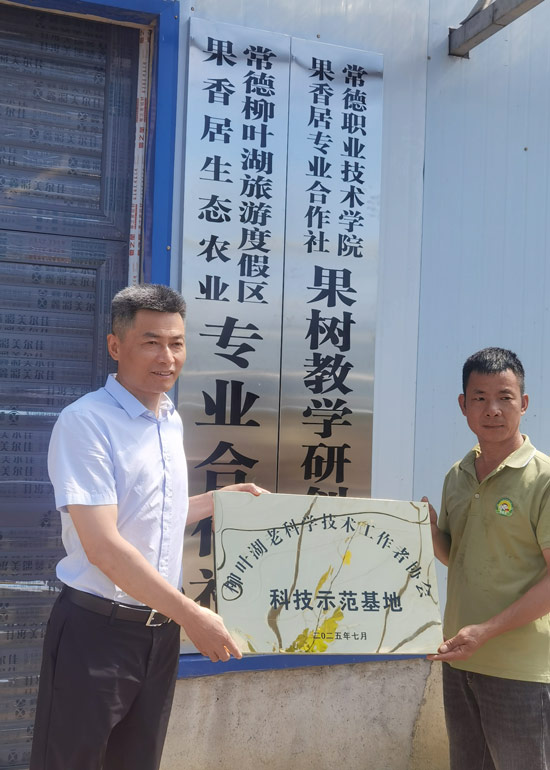 常德柳叶湖旅游度假区
果香居生态农业
专业合作社
常德职业技术学院
果香居专业合作社
果树教学研
柳叶湖老科学技术工作者协会
科技示范基地
二〇二五年七月